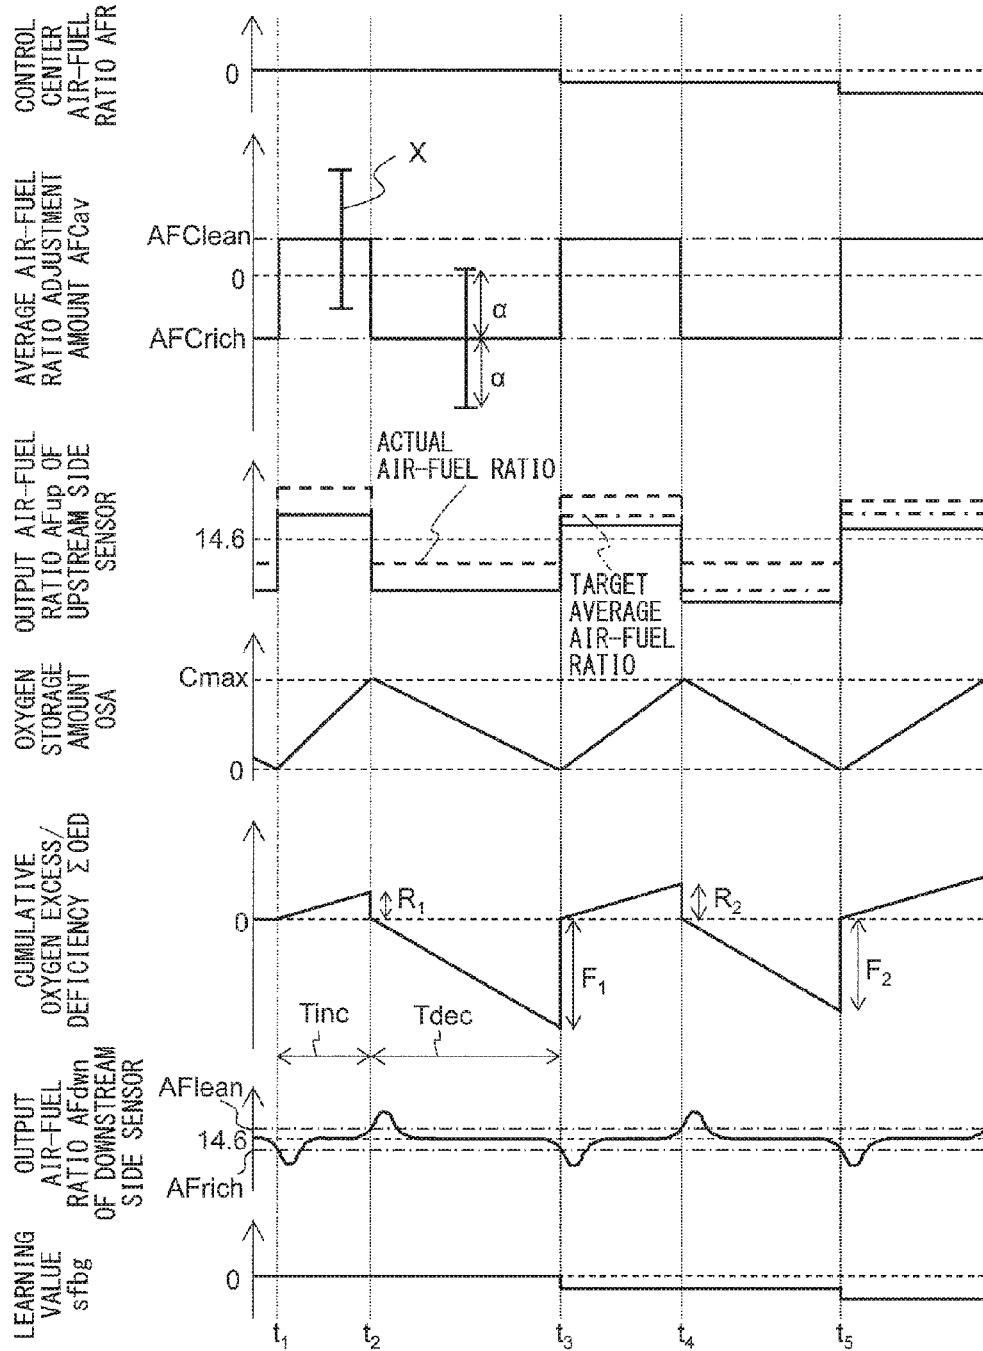 CONTROL
CENTER
AIR-FUEL
RATIO AFR
0
AVERAGE AIR-FUEL
RATIO ADJUSTMENT
AMOUNT AFCav
X
AFClean
0
AFCrich
α
α
OUTPUT AIR-FUEL
RATIO AFup OF
UPSTREAM SIDE
SENSOR
ACTUAL
AIR-FUEL RATIO
14.6
TARGET
AVERAGE
AIR-FUEL
RATIO
OXYGEN
STORAGE
AMOUNT
OSA
Cmax
0
CUMULATIVE
OXYGEN EXCESS/
DEFICIENCY ΣOED
0
R1
R2
F1
F2
Tinc
Tdec
OUTPUT
AIR-FUEL
RATIO AFdwn
OF DOWNSTREAM
SIDE SENSOR
AFlean
14.6
AFrich
LEARNING
VALUE
sfbg
0
t1
t2
t3
t4
t5